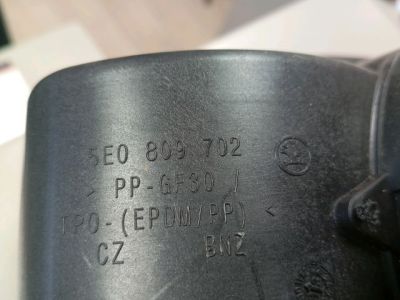 5E0 809 702
> PP-GF30 /
TPO-(EPDM/PP) <
CZ BNZ